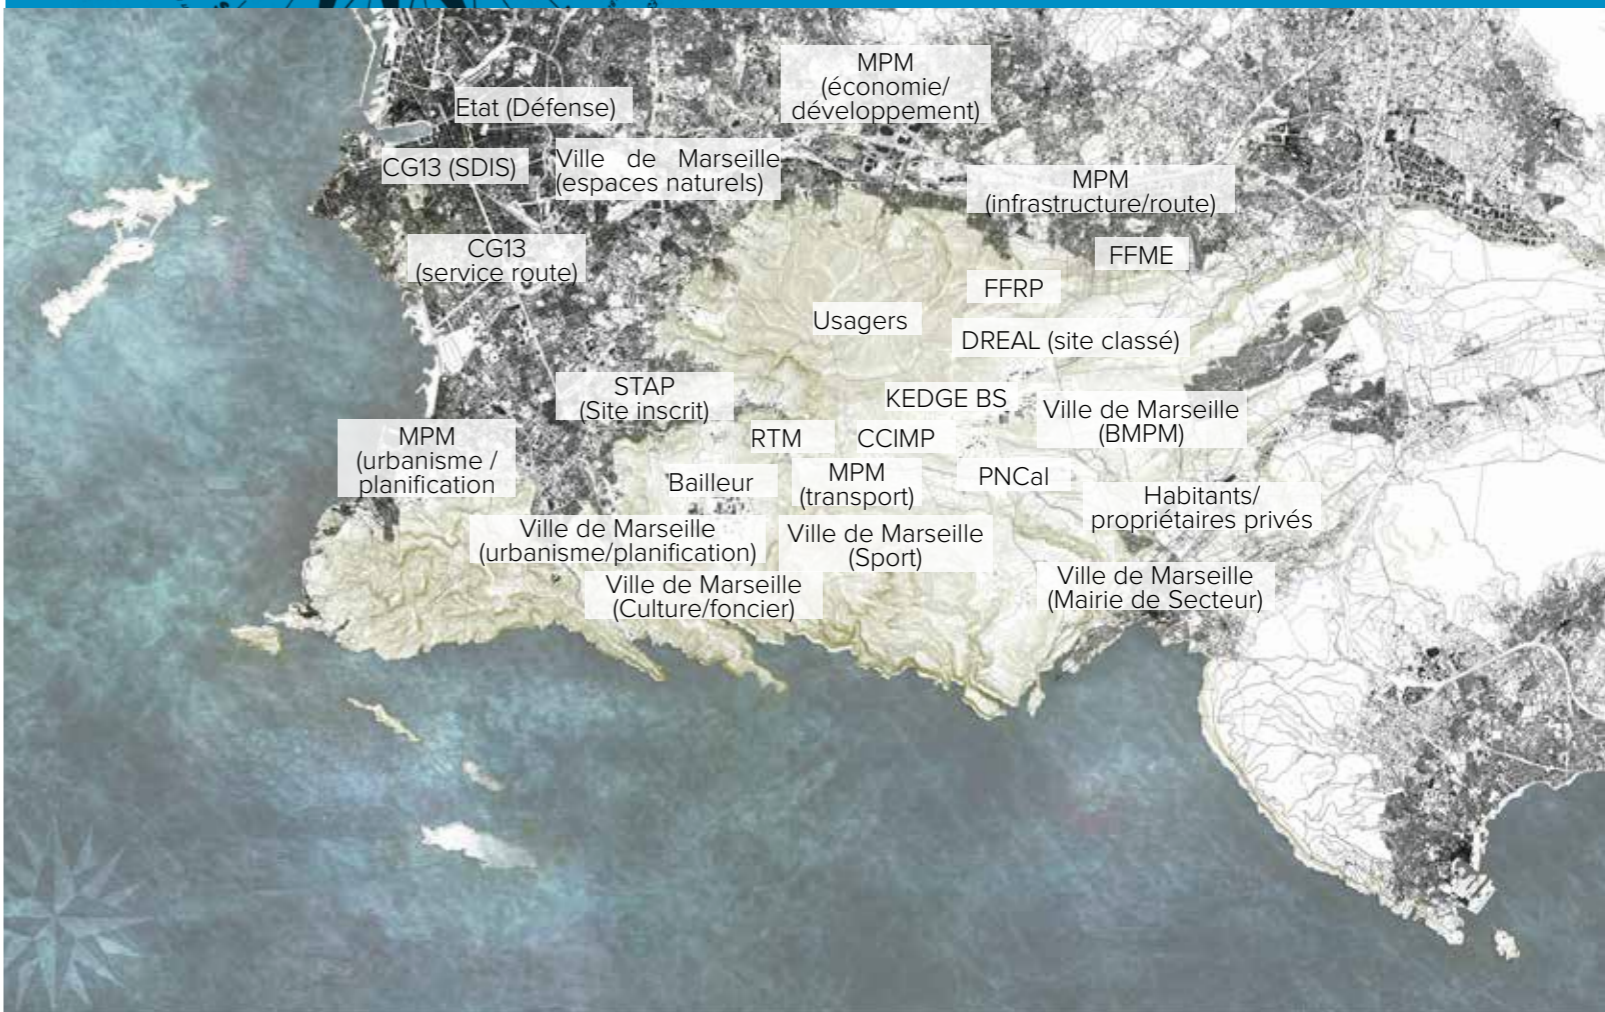 MPM
(économie/
développement)
Etat (Défense)
CG13 (SDIS)
Ville de Marseille
(espaces naturels)
MPM
(infrastructure/route)
CG13
(service route)
FFME
FFRP
Usagers
DREAL (site classé)
STAP
(Site inscrit)
KEDGE BS
Ville de Marseille
(BMPM)
MPM
(urbanisme /
planification
RTM
CCIMP
Bailleur
MPM
(transport)
PNCal
Habitants/
propriétaires privés
Ville de Marseille
(urbanisme/planification)
Ville de Marseille
(Sport)
Ville de Marseille
(Culture/foncier)
Ville de Marseille
(Mairie de Secteur)